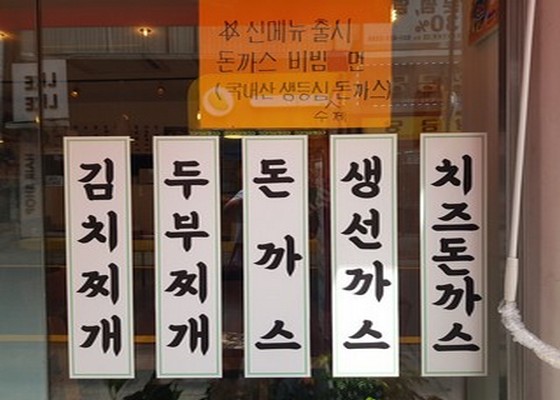 ☆ 신메뉴 출시
돈까스 비빔 면
(국내산 생등심 돈까스)
수제
30%
김치찌개
두부찌개
돈까스
생선까스
치즈돈까스